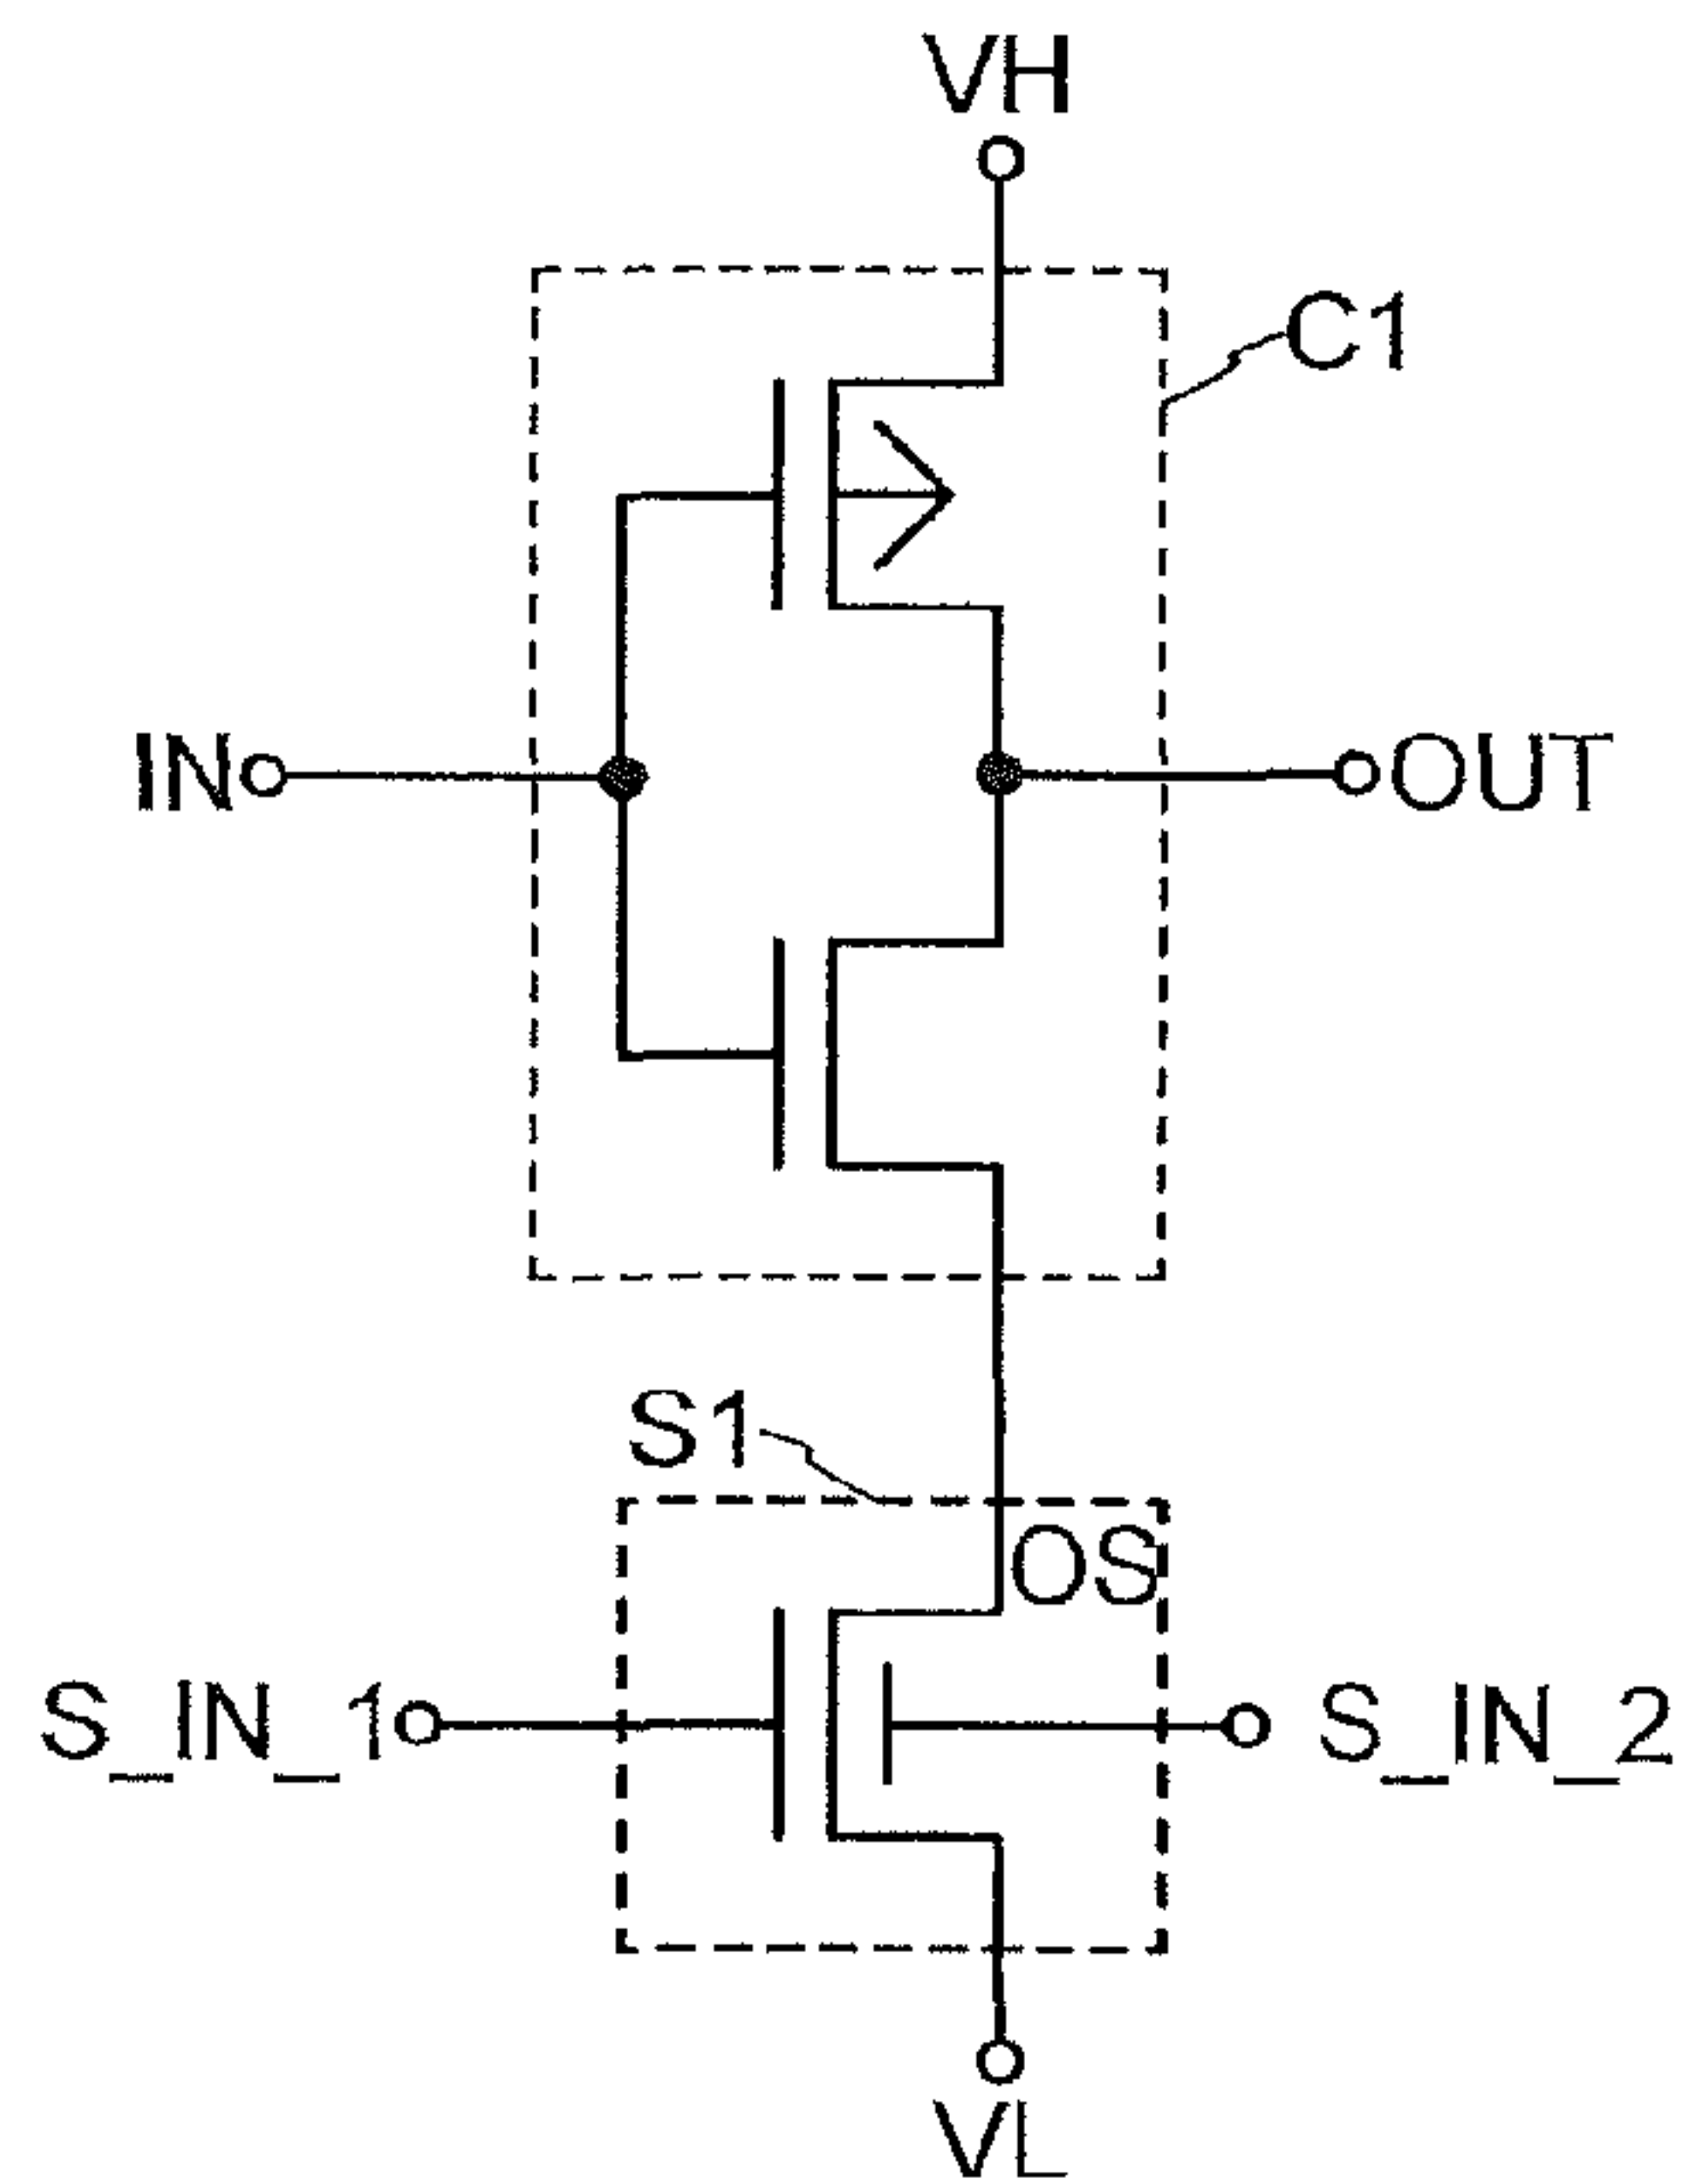 VH
C1
IN
OUT
S1
OS
S_IN_1
S_IN_2
VL